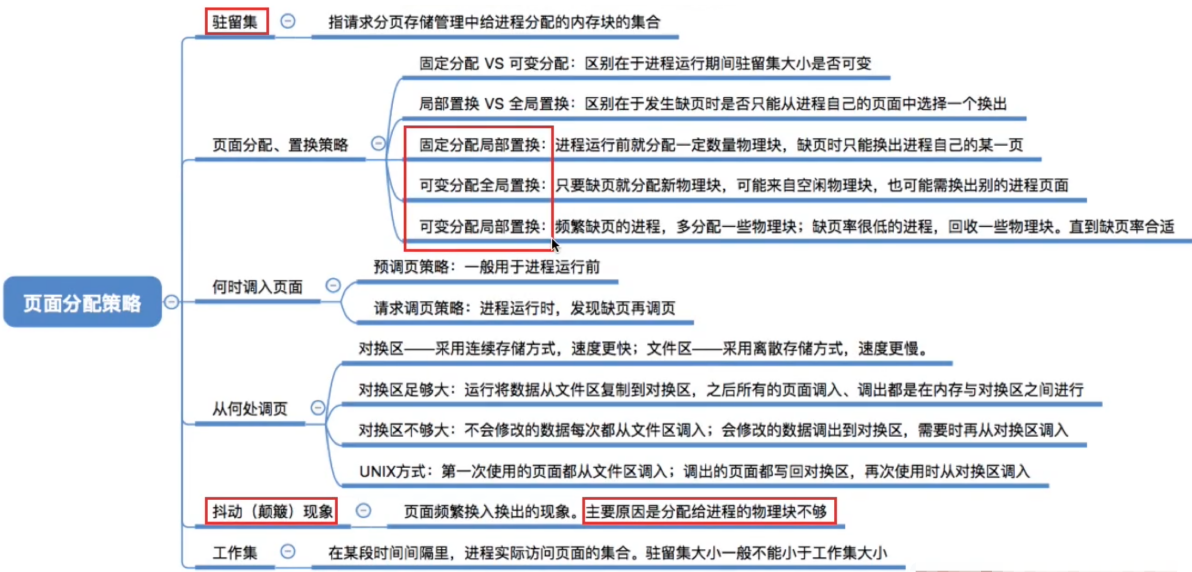 驻留集
指请求分页存储管理中给进程分配的内存块的集合
固定分配 VS 可变分配：区别在于进程运行期间驻留集大小是否可变
局部置换 VS 全局置换：区别在于发生缺页时是否只能从进程自己的页面中选择一个换出
页面分配、置换策略
固定分配局部置换：进程运行前就分配一定数量物理块，缺页时只能换出进程自己的某一页
可变分配全局置换：只要缺页就分配新物理块，可能来自空闲物理块，也可能需换出别的进程页面
可变分配局部置换：频繁缺页的进程，多分配一些物理块；缺页率很低的进程，回收一些物理块。直到缺页率合适
页面分配策略
何时调入页面
预调页策略：一般用于进程运行前
请求调页策略：进程运行时，发现缺页再调页
从何处调页
对换区——采用连续存储方式，速度更快；文件区——采用离散存储方式，速度更慢。
对换区足够大：运行将数据从文件区复制到对换区，之后所有的页面调入、调出都是在内存与对换区之间进行
对换区不够大：不会修改的数据每次都从文件区调入；会修改的数据调出到对换区，需要时再从对换区调入
UNIX方式：第一次使用的页面都从文件区调入；调出的页面都写回对换区，再次使用时从对换区调入
抖动（颠簸）现象
页面频繁换入换出的现象。主要原因是分配给进程的物理块不够
工作集
在某段时间间隔里，进程实际访问页面的集合。驻留集大小一般不能小于工作集大小